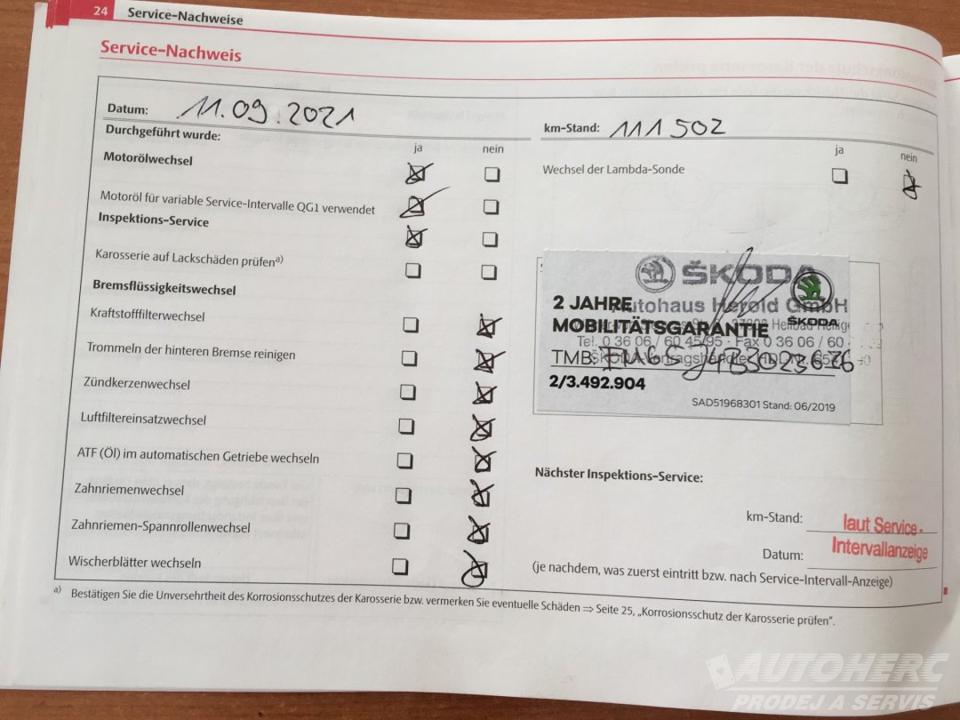 24 Service-Nachweise
Service-Nachweis
Datum: 11.09.2021
km-Stand: 111 502
Durchgeführt wurde:
ja nein
ja nein
Motorölwechsel
Wechsel der Lambda-Sonde
Motoröl für variable Service-Intervalle QG1 verwendet
Inspektions-Service
Karosserie auf Lackschäden prüfen a)
Bremsflüssigkeitswechsel
Kraftstofffilterwechsel
Trommeln der hinteren Bremse reinigen
Zündkerzenwechsel
Luftfiltereinsatzwechsel
ATF (Öl) im automatischen Getriebe wechseln
Zahnriemenwechsel
Zahnriemen-Spannrollenwechsel
Wischerblätter wechseln
ŠKODA
2 JAHRE
Autohaus Herold GmbH
ŠKODA
MOBILITÄTSGARANTIE
Tel. 0 36 06 / 60 45/95 · Fax 0 36 06 / 60
TMB:
2/3.492.904
SAD51968301 Stand: 06/2019
Nächster Inspektions-Service:
km-Stand: laut Service-
Datum: Intervallanzeige
(je nachdem, was zuerst eintritt bzw. nach Service-Intervall-Anzeige)
a) Bestätigen Sie die Unversehrtheit des Korrosionsschutzes der Karosserie bzw. vermerken Sie eventuelle Schäden ⇒ Seite 25, „Korrosionsschutz der Karosserie prüfen".
AUTOHERC
PRODEJ A SERVIS